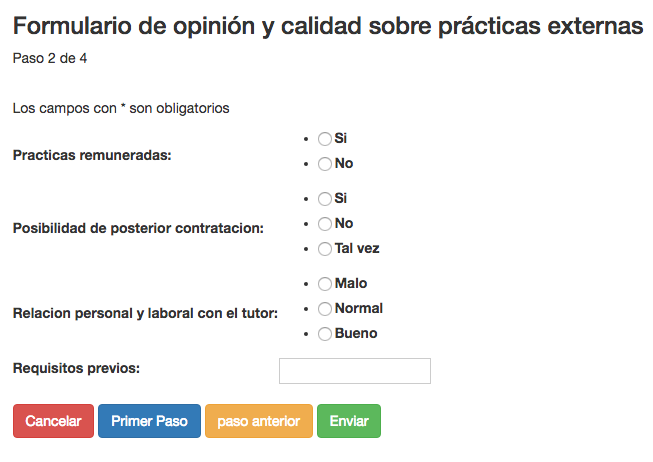 Formulario de opinión y calidad sobre prácticas externas
Paso 2 de 4
Los campos con * son obligatorios
Practicas remuneradas:
Si
No
Posibilidad de posterior contratacion:
Si
No
Tal vez
Relacion personal y laboral con el tutor:
Malo
Normal
Bueno
Requisitos previos:
Cancelar Primer Paso paso anterior Enviar